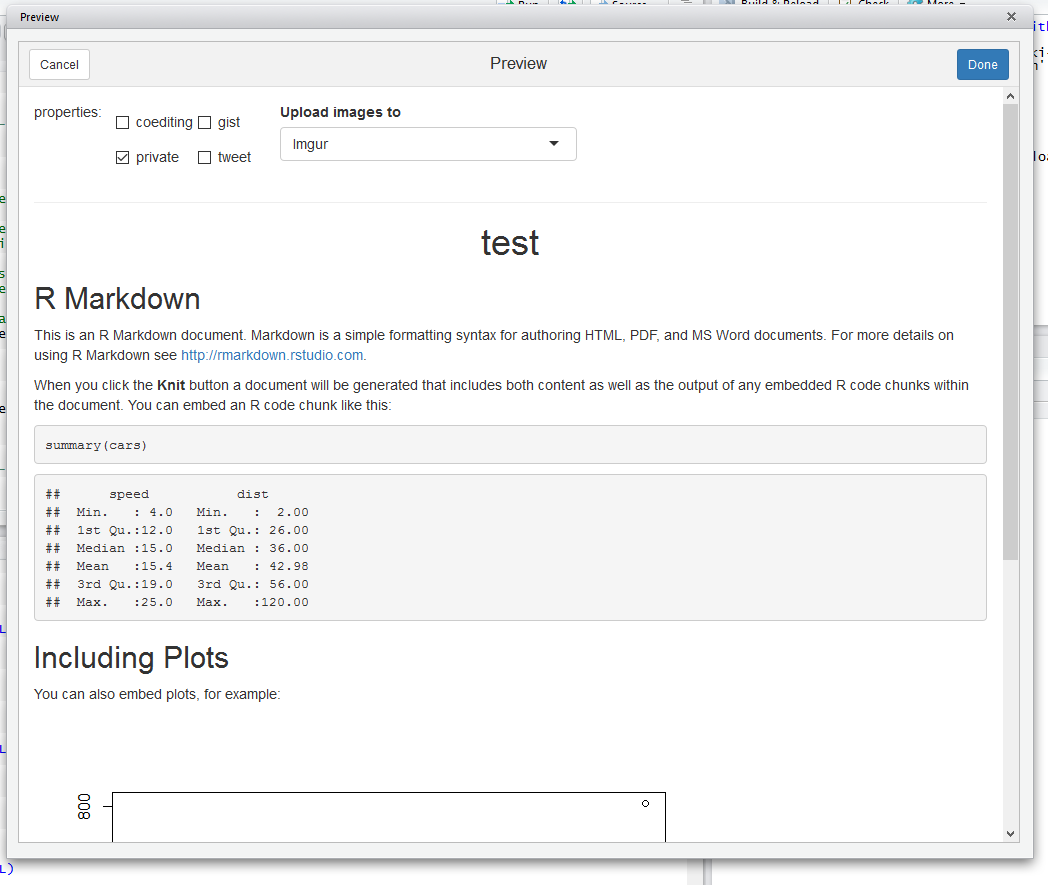 Build & Reload
Check
More
Preview
Cancel
Preview
Done
properties:
coediting
gist
private
tweet
Upload images to
Imgur
test
R Markdown
This is an R Markdown document. Markdown is a simple formatting syntax for authoring HTML, PDF, and MS Word documents. For more details on
using R Markdown see http://rmarkdown.rstudio.com.
When you click the Knit button a document will be generated that includes both content as well as the output of any embedded R code chunks within
the document. You can embed an R code chunk like this:
summary(cars)
##      speed           dist
##  Min.   : 4.0   Min.   :  2.00
##  1st Qu.:12.0   1st Qu.: 26.00
##  Median :15.0   Median : 36.00
##  Mean   :15.4   Mean   : 42.98
##  3rd Qu.:19.0   3rd Qu.: 56.00
##  Max.   :25.0   Max.   :120.00
Including Plots
You can also embed plots, for example:
800